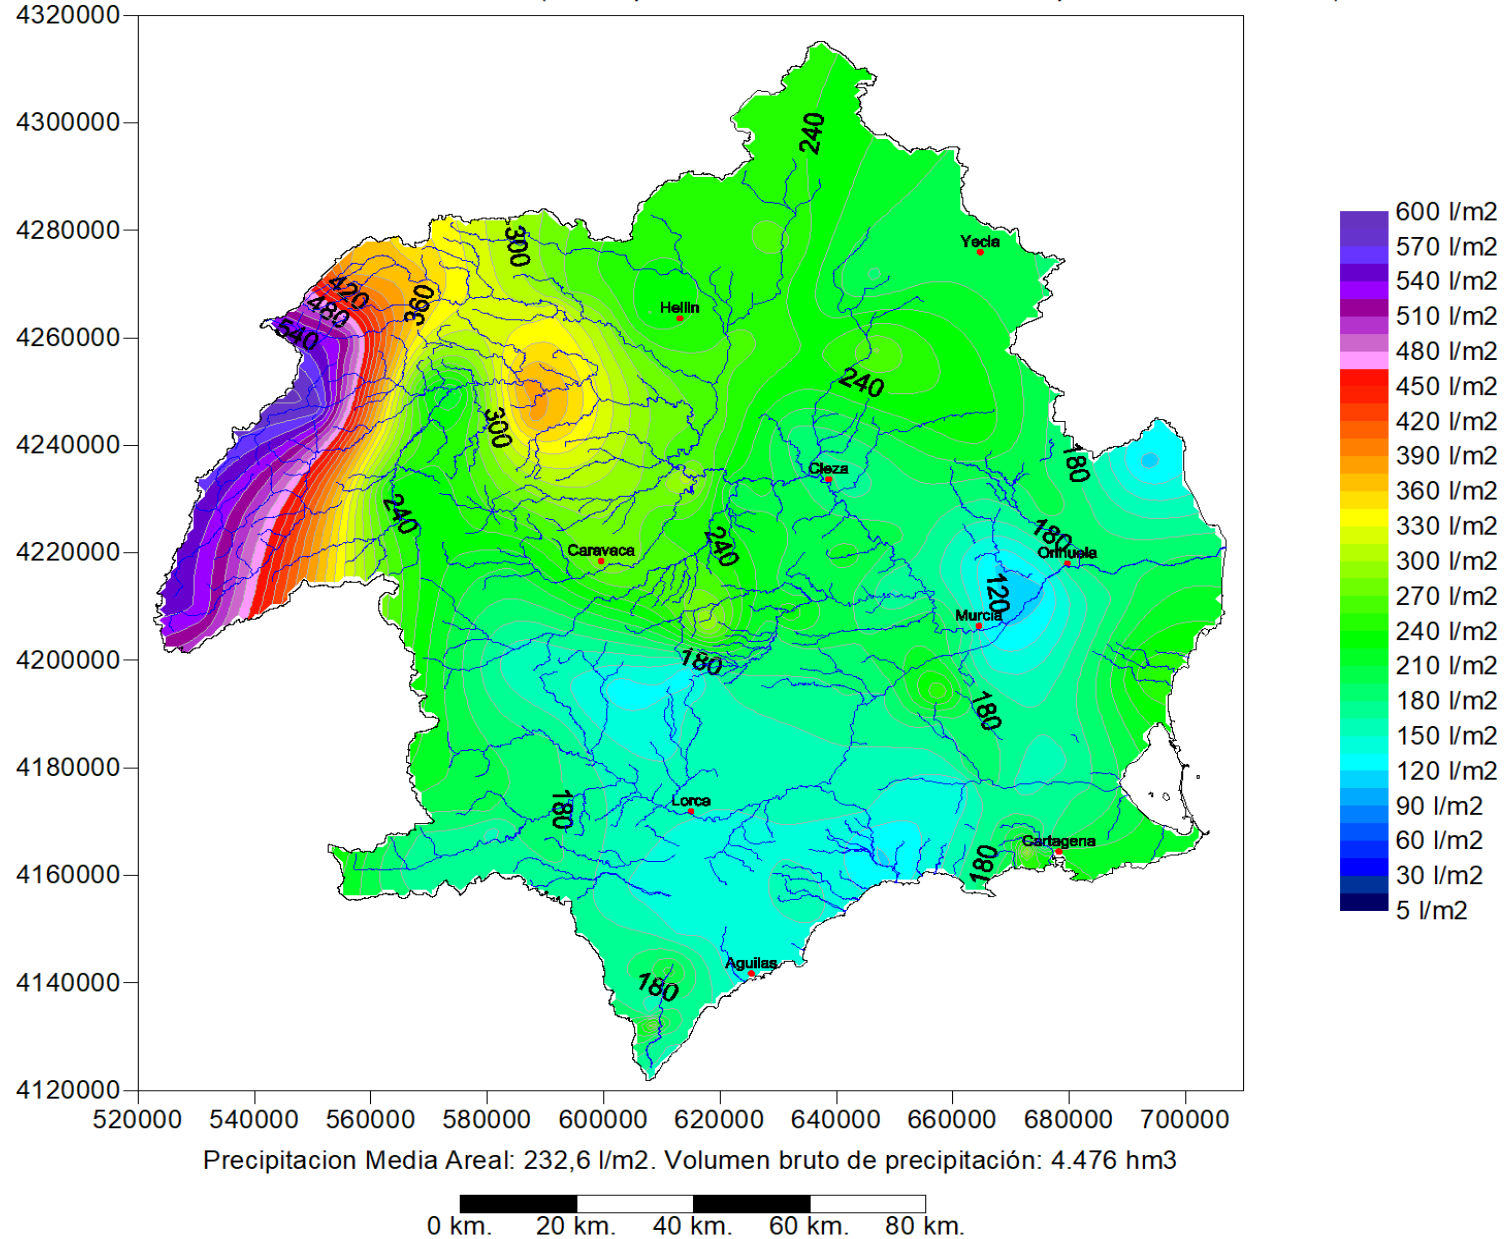 4320000
4300000
4280000
4260000
4240000
4220000
4200000
4180000
4160000
4140000
4120000
520000 540000 560000 580000 600000 620000 640000 660000 680000 700000
240
Yecla
300
420
480
540
360
Hellin
240
300
180
Cieza
240
240
180
Caravaca
Orihuela
120
Murcia
180
180
180
Lorca
Cartagena
180
Aguilas
180
600 l/m2
570 l/m2
540 l/m2
510 l/m2
480 l/m2
450 l/m2
420 l/m2
390 l/m2
360 l/m2
330 l/m2
300 l/m2
270 l/m2
240 l/m2
210 l/m2
180 l/m2
150 l/m2
120 l/m2
90 l/m2
60 l/m2
30 l/m2
5 l/m2
Precipitacion Media Areal: 232,6 l/m2. Volumen bruto de precipitación: 4.476 hm3
0 km. 20 km. 40 km. 60 km. 80 km.